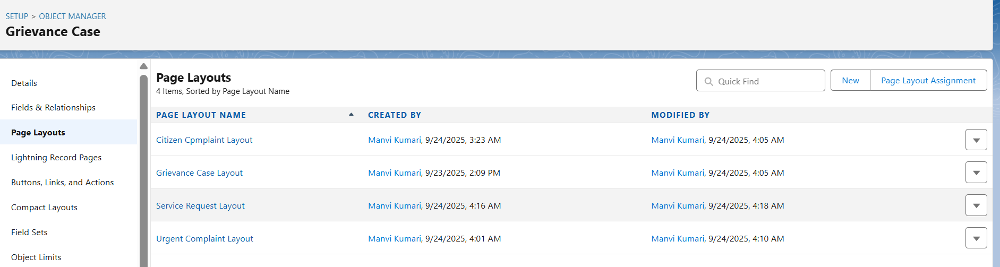 SETUP > OBJECT MANAGER
Grievance Case
Details
Fields & Relationships
Page Layouts
Lightning Record Pages
Buttons, Links, and Actions
Compact Layouts
Field Sets
Object Limits
Page Layouts
4 Items, Sorted by Page Layout Name
Quick Find
New
Page Layout Assignment
PAGE LAYOUT NAME CREATED BY MODIFIED BY
Citizen Cpmplaint Layout Manvi Kumari, 9/24/2025, 3:23 AM Manvi Kumari, 9/24/2025, 4:05 AM
Grievance Case Layout Manvi Kumari, 9/23/2025, 2:09 PM Manvi Kumari, 9/24/2025, 4:05 AM
Service Request Layout Manvi Kumari, 9/24/2025, 4:16 AM Manvi Kumari, 9/24/2025, 4:18 AM
Urgent Complaint Layout Manvi Kumari, 9/24/2025, 4:01 AM Manvi Kumari, 9/24/2025, 4:10 AM